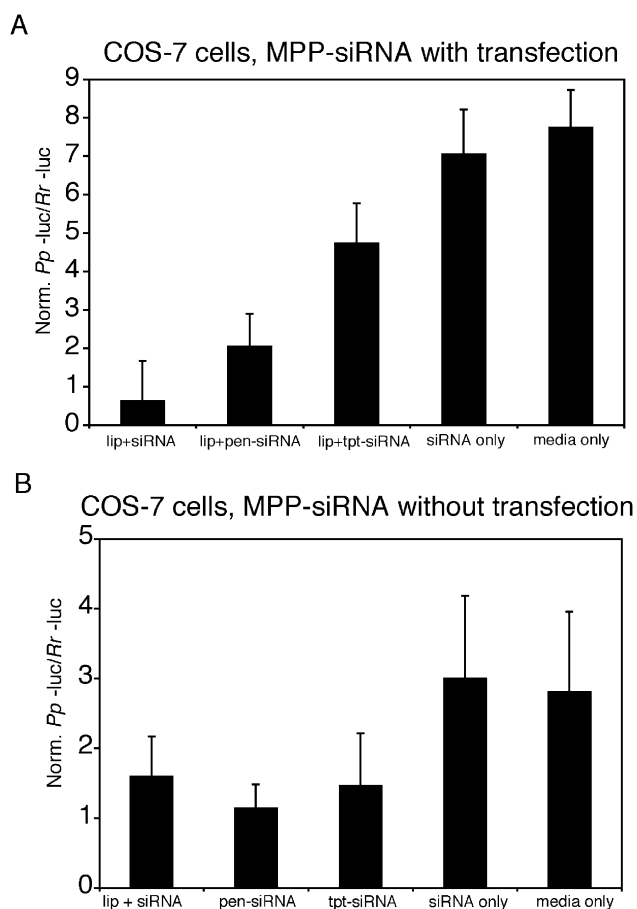 A
COS-7 cells, MPP-siRNA with transfection
Norm. Pp -luc/Rr -luc
9
8
7
6
5
4
3
2
1
0
lip+siRNA lip+pen-siRNA lip+tpt-siRNA siRNA only media only
B
COS-7 cells, MPP-siRNA without transfection
Norm. Pp -luc/Rr -luc
5
4
3
2
1
0
lip + siRNA pen-siRNA tpt-siRNA siRNA only media only